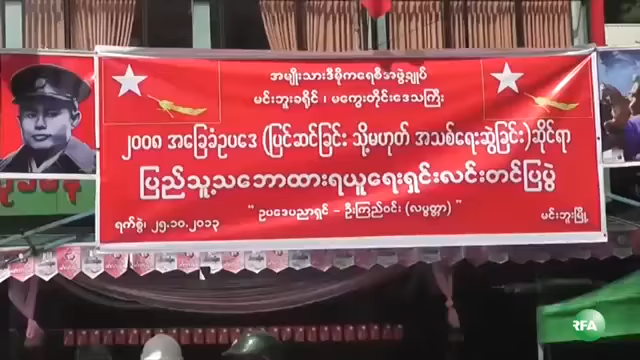 အမျိုးသားဒီမိုကရေစီအဖွဲ့ချုပ်
မင်းဘူးခရိုင် ၊ မကွေးတိုင်းဒေသကြီး
၂၀၀၈ အခြေခံဥပဒေ (ပြင်ဆင်ခြင်း သို့မဟုတ် အသစ်ရေးဆွဲခြင်း)ဆိုင်ရာ
ပြည်သူ့သဘောထားရယူရေးရှင်းလင်းတင်ပြပွဲ
" ဥပဒေပညာရှင် – ဦးကြည်ဝင်း (လပွတ္တာ) "
ရက်စွဲ၊ ၂၅.၁၀.၂၀၁၃
မင်းဘူးမြို့
RFA